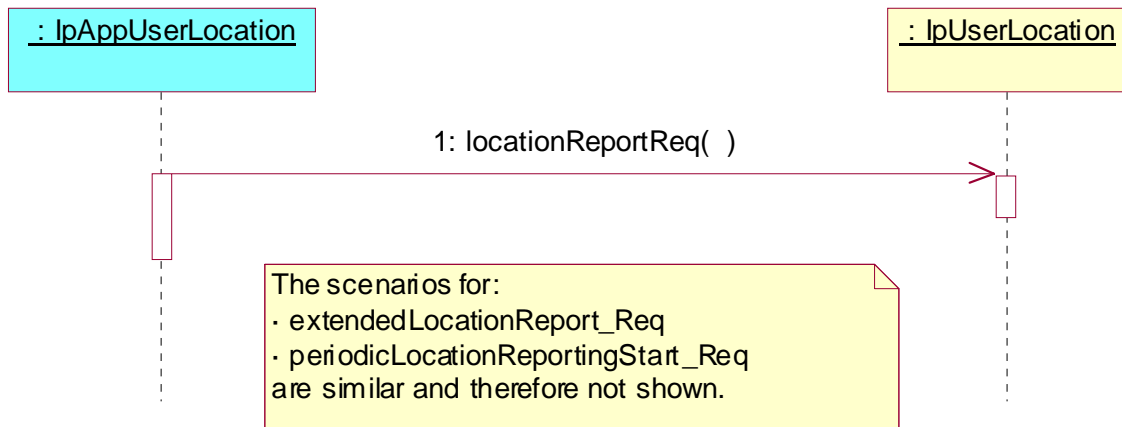 : IpAppUserLocation
: IpUserLocation
1: locationReportReq( )
The scenarios for:
· extendedLocationReport_Req
· periodicLocationReportingStart_Req
are similar and therefore not shown.